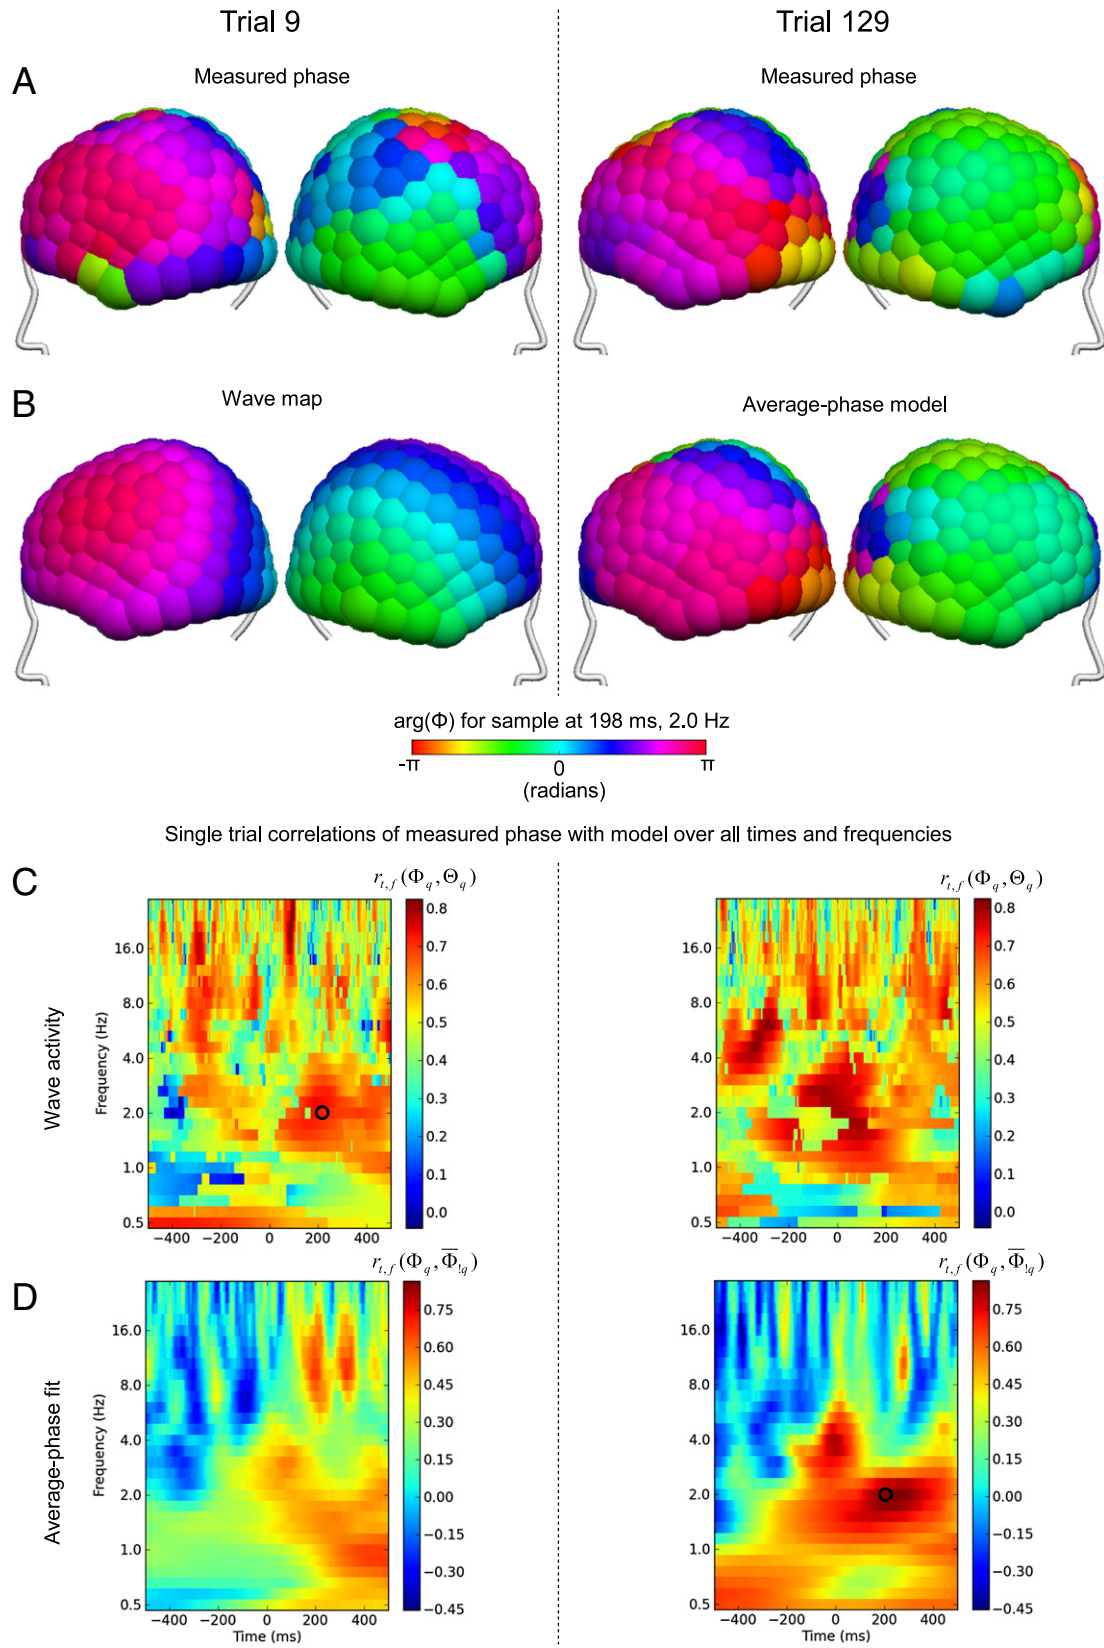 Trial 9
Trial 129
A
Measured phase
Measured phase
B
Wave map
Average-phase model
arg(Φ) for sample at 198 ms, 2.0 Hz
-π
0
π
(radians)
Single trial correlations of measured phase with model over all times and frequencies
C
r_{t,f}(Φ_q, Θ_q)
r_{t,f}(Φ_q, Θ_q)
Wave activity
Frequency (Hz)
16.0
8.0
4.0
2.0
1.0
0.5
−400 −200 0 200 400
0.8
0.7
0.6
0.5
0.4
0.3
0.2
0.1
0.0
16.0
8.0
4.0
2.0
1.0
0.5
−400 −200 0 200 400
0.8
0.7
0.6
0.5
0.4
0.3
0.2
0.1
0.0
D
r_{t,f}(Φ_q, Φ̅_{!q})
r_{t,f}(Φ_q, Φ̅_{!q})
Average-phase fit
Frequency (Hz)
16.0
8.0
4.0
2.0
1.0
0.5
−400 −200 0 200 400
Time (ms)
0.75
0.60
0.45
0.30
0.15
0.00
−0.15
−0.30
−0.45
16.0
8.0
4.0
2.0
1.0
0.5
−400 −200 0 200 400
Time (ms)
0.75
0.60
0.45
0.30
0.15
0.00
−0.15
−0.30
−0.45